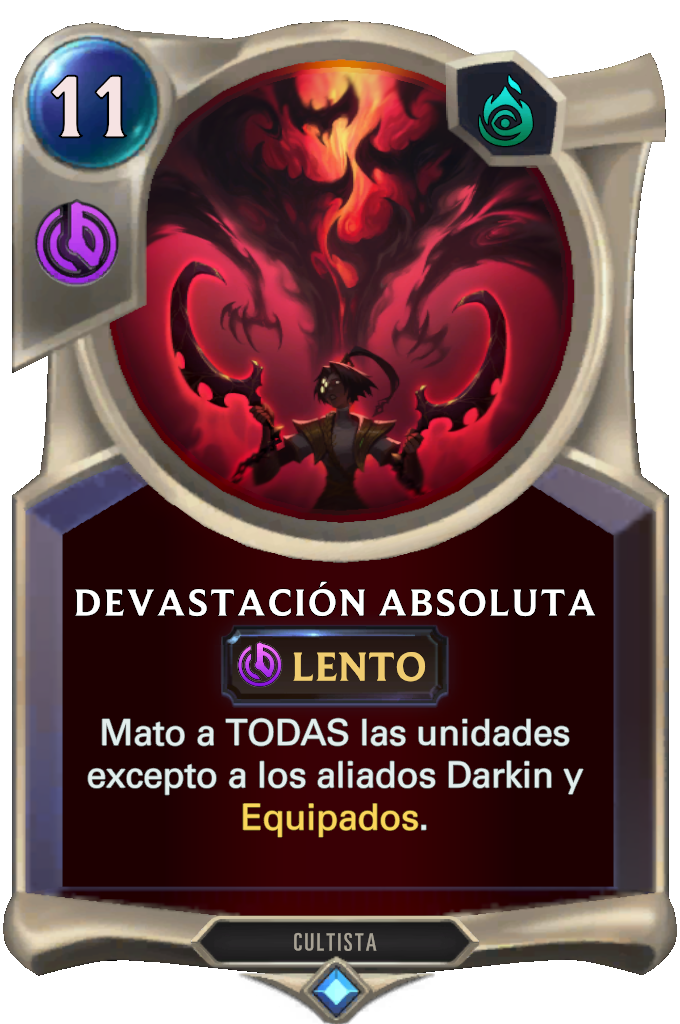 11
DEVASTACIÓN ABSOLUTA
LENTO
Mato a TODAS las unidades
excepto a los aliados Darkin y
Equipados.
CULTISTA